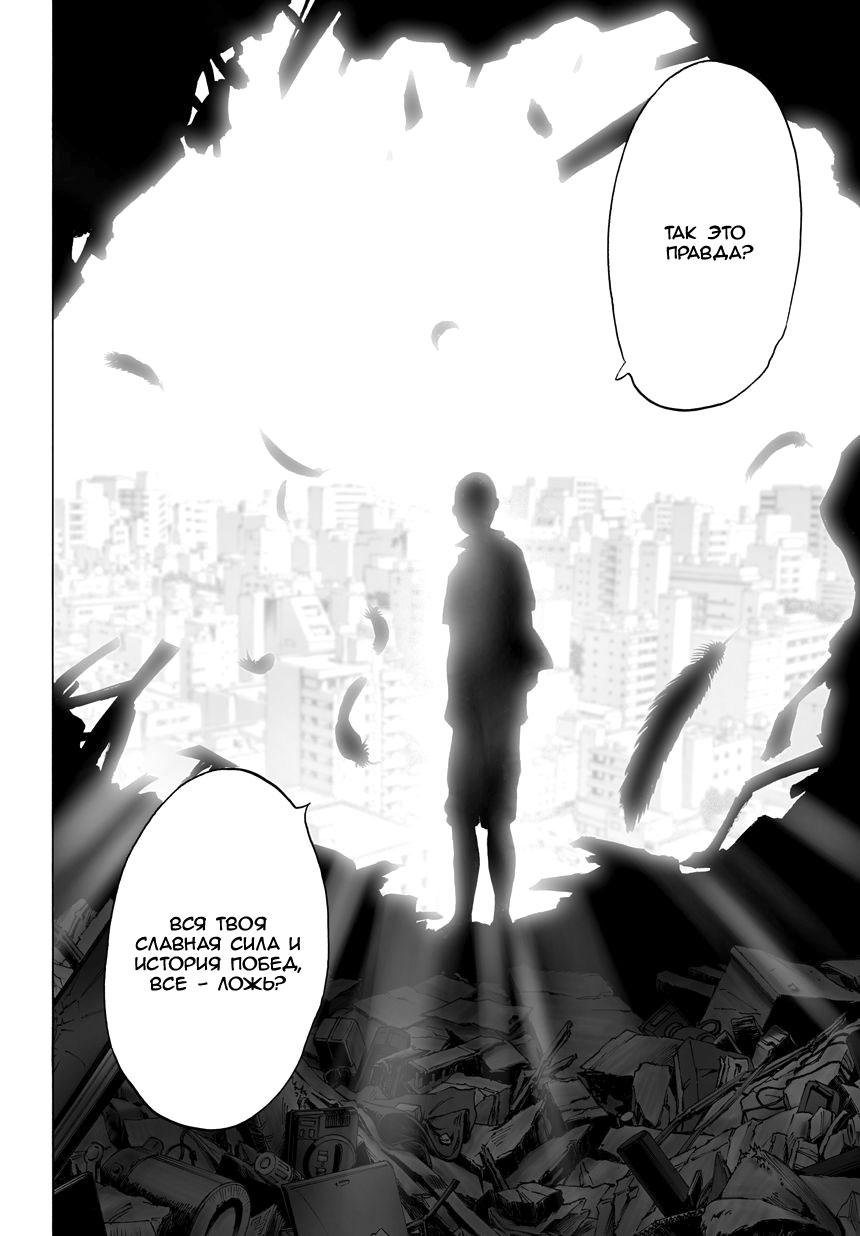 ТАК ЭТО
ПРАВДА?
ВСЯ ТВОЯ
СЛАВНАЯ СИЛА И
ИСТОРИЯ ПОБЕД,
ВСЕ - ЛОЖЬ?